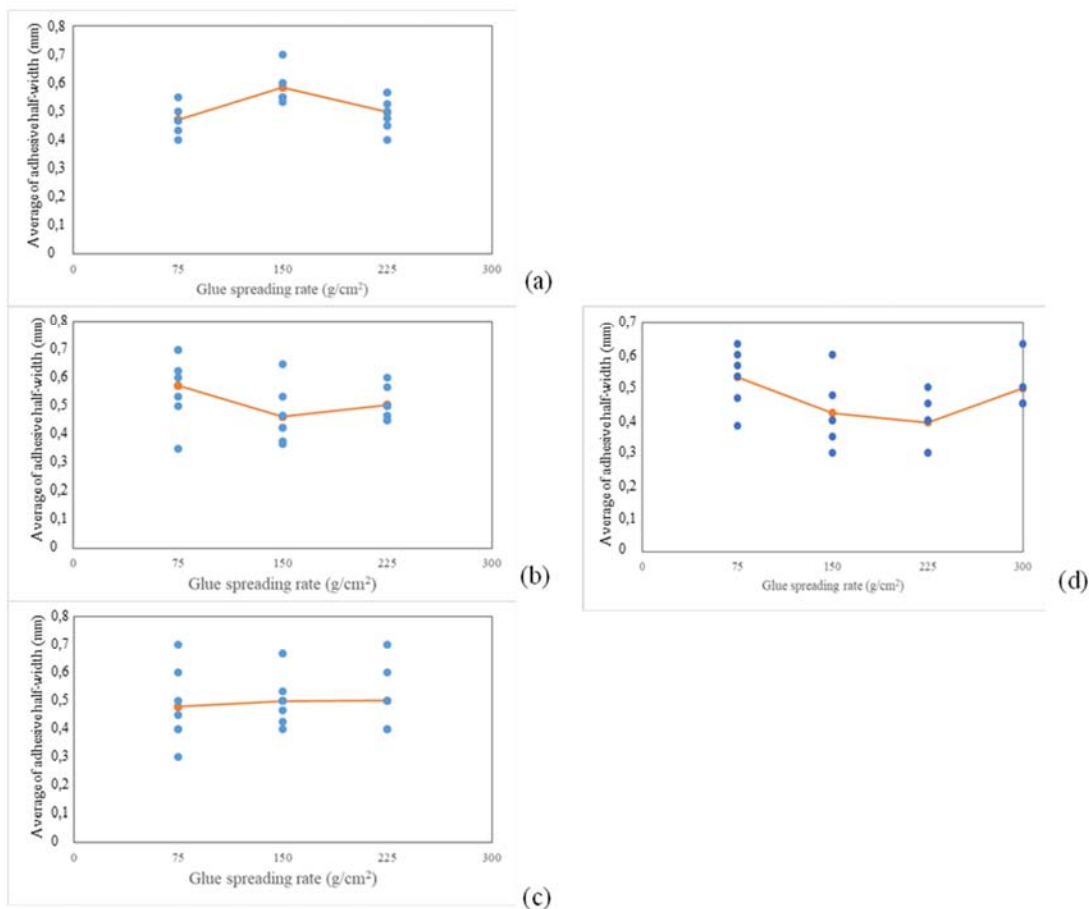 Average of adhesive half-width (mm)
0,8
0,7
0,6
0,5
0,4
0,3
0,2
0,1
0
0 75 150 225 300
Glue spreading rate (g/cm²)
(a)
Average of adhesive half-width (mm)
0,8
0,7
0,6
0,5
0,4
0,3
0,2
0,1
0
0 75 150 225 300
Glue spreading rate (g/cm²)
(b)
Average of adhesive half-width (mm)
0,7
0,6
0,5
0,4
0,3
0,2
0,1
0
0 75 150 225 300
Glue spreading rate (g/cm²)
(d)
Average of adhesive half-width (mm)
0,8
0,7
0,6
0,5
0,4
0,3
0,2
0,1
0
0 75 150 225 300
Glue spreading rate (g/cm²)
(c)